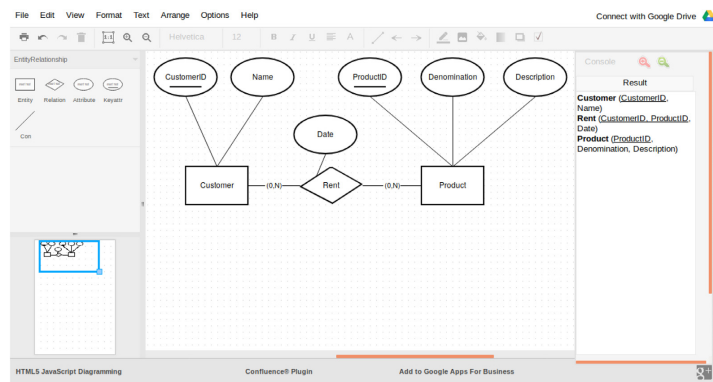 File Edit View Format Text Arrange Options Help
Connect with Google Drive
1:1
Helvetica 12 B I U A
EntityRelationship
Entity Relation Attribute Keyattr
Con
CustomerID Name ProductID Denomination Description
Date
Customer (0,N) Rent (0,N) Product
Console
Result
Customer (CustomerID,
Name)
Rent (CustomerID, ProductID,
Date)
Product (ProductID,
Denomination, Description)
HTML5 JavaScript Diagramming Confluence® Plugin Add to Google Apps For Business
g+